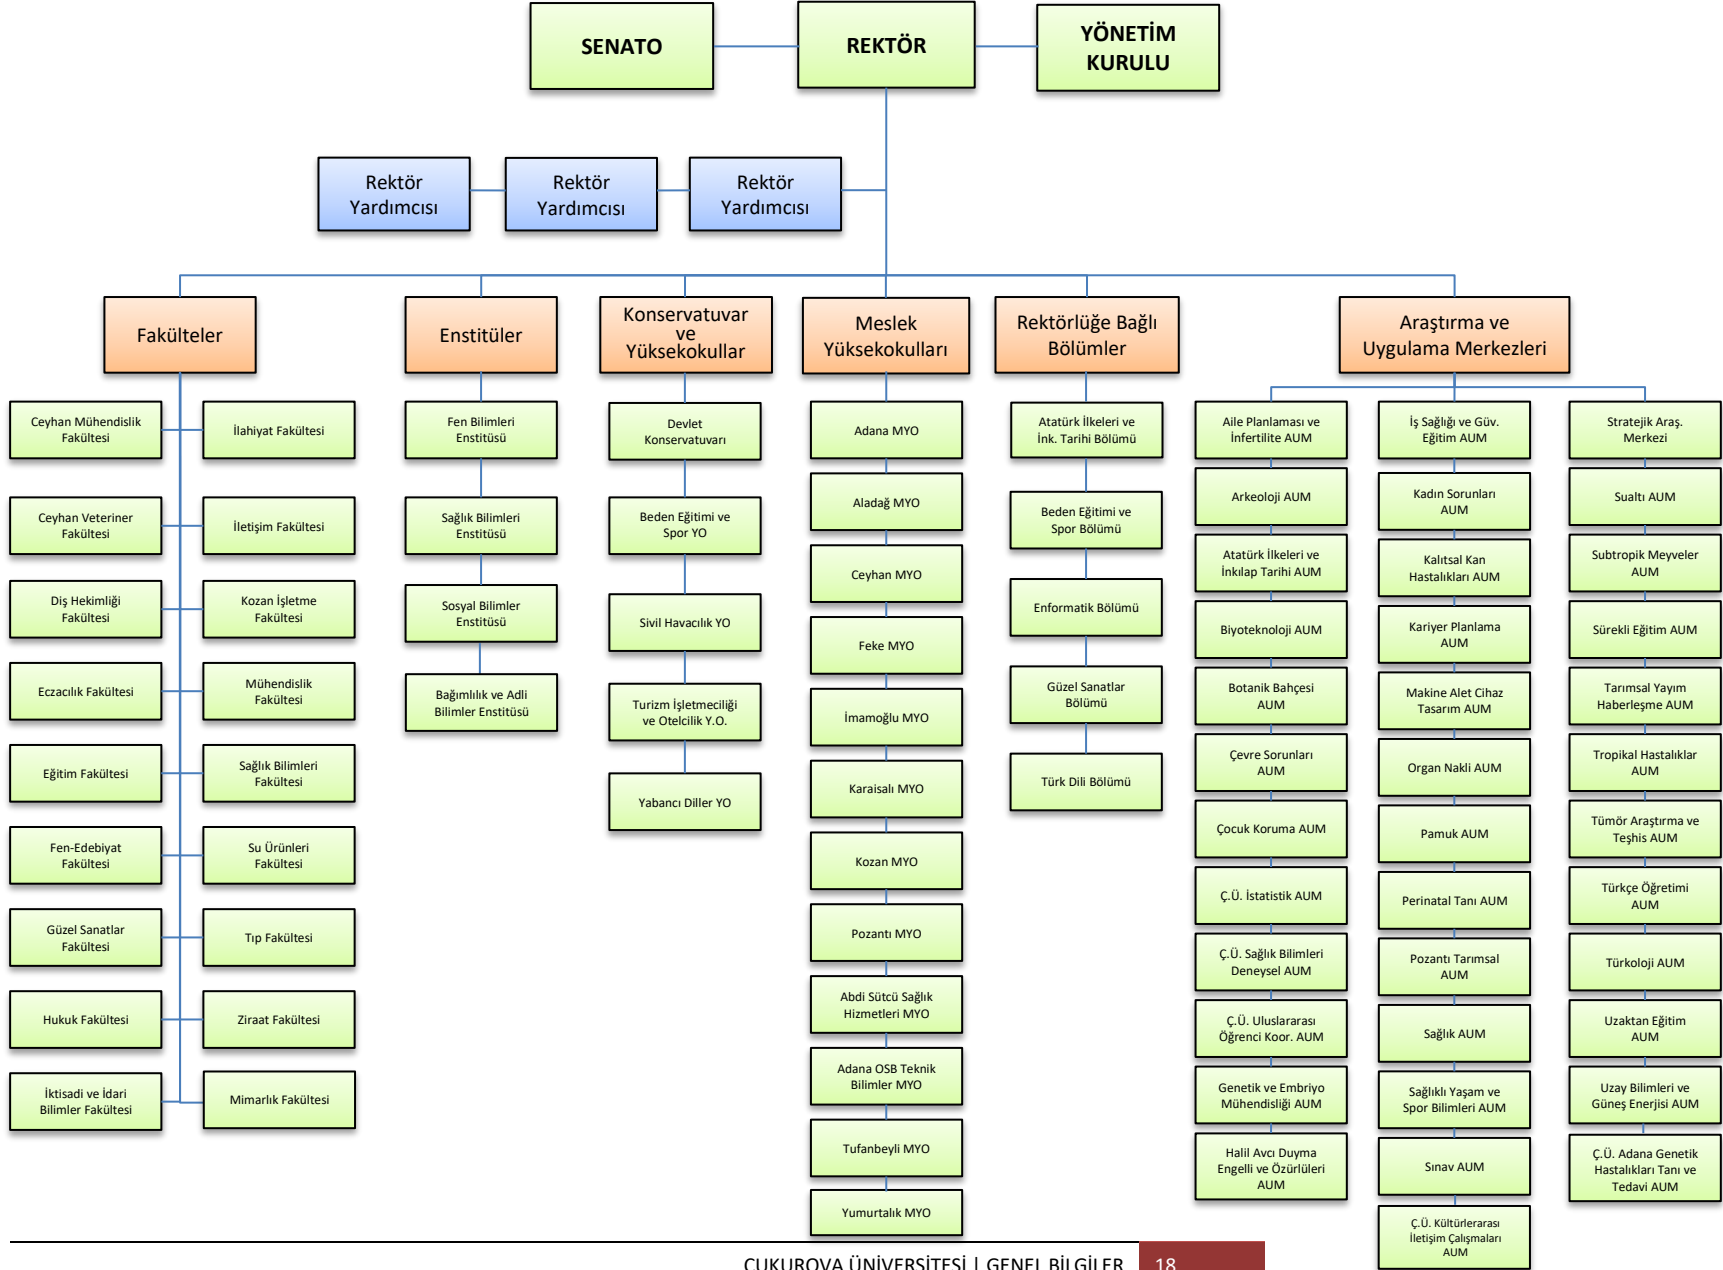 SENATO
REKTÖR
YÖNETİM
KURULU
Rektör
Yardımcısı
Rektör
Yardımcısı
Rektör
Yardımcısı
Fakülteler
Enstitüler
Konservatuvar
ve
Yüksekokullar
Meslek
Yüksekokulları
Rektörlüğe Bağlı
Bölümler
Araştırma ve
Uygulama Merkezleri
Ceyhan Mühendislik
Fakültesi
İlahiyat Fakültesi
Ceyhan Veteriner
Fakültesi
İletişim Fakültesi
Diş Hekimliği
Fakültesi
Kozan İşletme
Fakültesi
Eczacılık Fakültesi
Mühendislik
Fakültesi
Eğitim Fakültesi
Sağlık Bilimleri
Fakültesi
Fen-Edebiyat
Fakültesi
Su Ürünleri
Fakültesi
Güzel Sanatlar
Fakültesi
Tıp Fakültesi
Hukuk Fakültesi
Ziraat Fakültesi
İktisadi ve İdari
Bilimler Fakültesi
Mimarlık Fakültesi
Fen Bilimleri
Enstitüsü
Sağlık Bilimleri
Enstitüsü
Sosyal Bilimler
Enstitüsü
Bağımlılık ve Adli
Bilimler Enstitüsü
Devlet
Konservatuvarı
Beden Eğitimi ve
Spor YO
Sivil Havacılık YO
Turizm İşletmeciliği
ve Otelcilik Y.O.
Yabancı Diller YO
Adana MYO
Aladağ MYO
Ceyhan MYO
Feke MYO
İmamoğlu MYO
Karaisalı MYO
Kozan MYO
Pozantı MYO
Abdi Sütcü Sağlık
Hizmetleri MYO
Adana OSB Teknik
Bilimler MYO
Tufanbeyli MYO
Yumurtalık MYO
Atatürk İlkeleri ve
İnk. Tarihi Bölümü
Beden Eğitimi ve
Spor Bölümü
Enformatik Bölümü
Güzel Sanatlar
Bölümü
Türk Dili Bölümü
Aile Planlaması ve
İnfertilite AUM
Arkeoloji AUM
Atatürk İlkeleri ve
İnkılap Tarihi AUM
Biyoteknoloji AUM
Botanik Bahçesi
AUM
Çevre Sorunları
AUM
Çocuk Koruma AUM
Ç.Ü. İstatistik AUM
Ç.Ü. Sağlık Bilimleri
Deneysel AUM
Ç.Ü. Uluslararası
Öğrenci Koor. AUM
Genetik ve Embriyo
Mühendisliği AUM
Halil Avcı Duyma
Engelli ve Özürlüleri
AUM
İş Sağlığı ve Güv.
Eğitim AUM
Kadın Sorunları
AUM
Kalıtsal Kan
Hastalıkları AUM
Kariyer Planlama
AUM
Makine Alet Cihaz
Tasarım AUM
Organ Nakli AUM
Pamuk AUM
Perinatal Tanı AUM
Pozantı Tarımsal
AUM
Sağlık AUM
Sağlıklı Yaşam ve
Spor Bilimleri AUM
Sınav AUM
Ç.Ü. Kültürlerarası
İletişim Çalışmaları
AUM
Stratejik Araş.
Merkezi
Sualtı AUM
Subtropik Meyveler
AUM
Sürekli Eğitim AUM
Tarımsal Yayım
Haberleşme AUM
Tropikal Hastalıklar
AUM
Tümör Araştırma ve
Teşhis AUM
Türkçe Öğretimi
AUM
Türkoloji AUM
Uzaktan Eğitim
AUM
Uzay Bilimleri ve
Güneş Enerjisi AUM
Ç.Ü. Adana Genetik
Hastalıkları Tanı ve
Tedavi AUM
ÇUKUROVA ÜNİVERSİTESİ | GENEL BİLGİLER 18